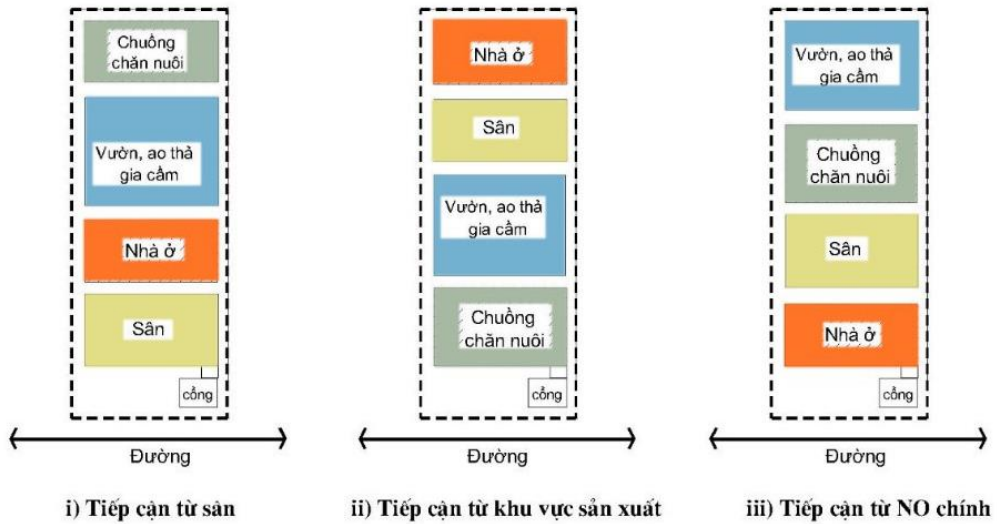 Chuồng
chăn nuôi
Vườn, ao thả
gia cầm
Nhà ở
Sân
cổng
Đường
i) Tiếp cận từ sàn
Nhà ở
Sân
Vườn, ao thả
gia cầm
Chuồng
chăn nuôi
cổng
Đường
ii) Tiếp cận từ khu vực sản xuất
Vườn, ao thả
gia cầm
Chuồng
chăn nuôi
Sân
Nhà ở
cổng
Đường
iii) Tiếp cận từ NO chính